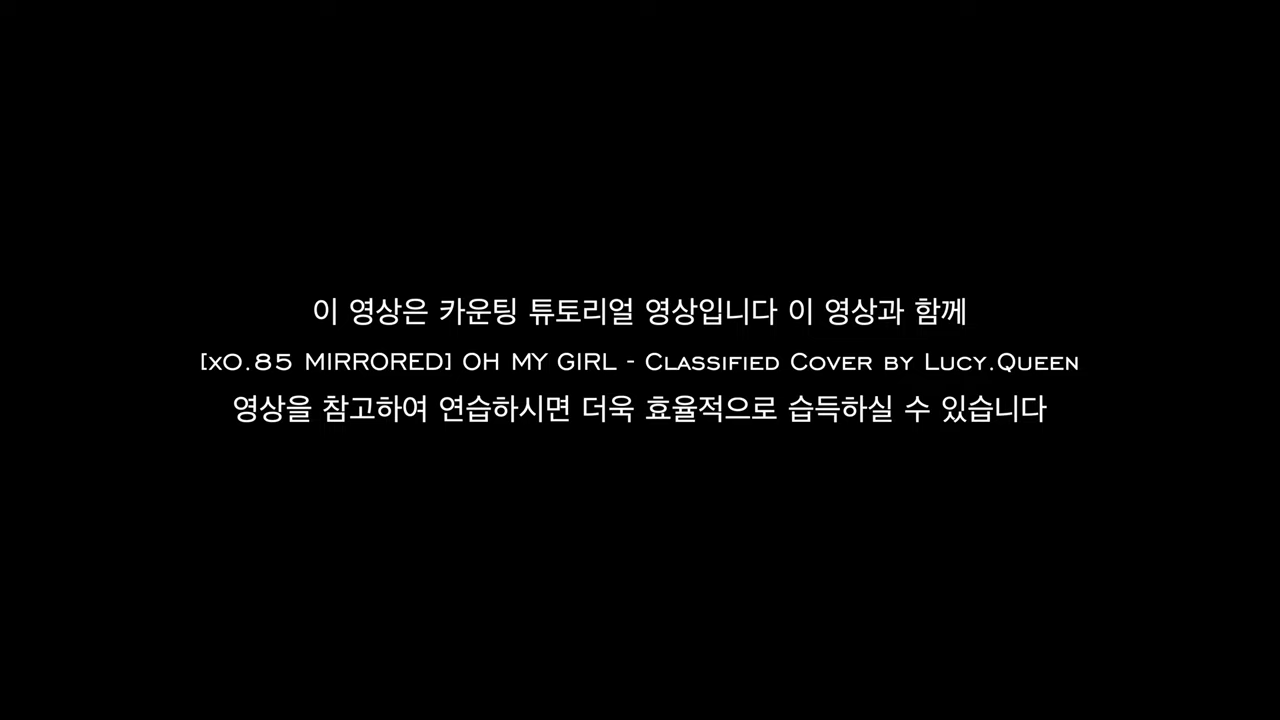 이 영상은 카운팅 튜토리얼 영상입니다 이 영상과 함께
[x0.85 MIRRORED] OH MY GIRL - Classified Cover by Lucy.Queen
영상을 참고하여 연습하시면 더욱 효율적으로 습득하실 수 있습니다